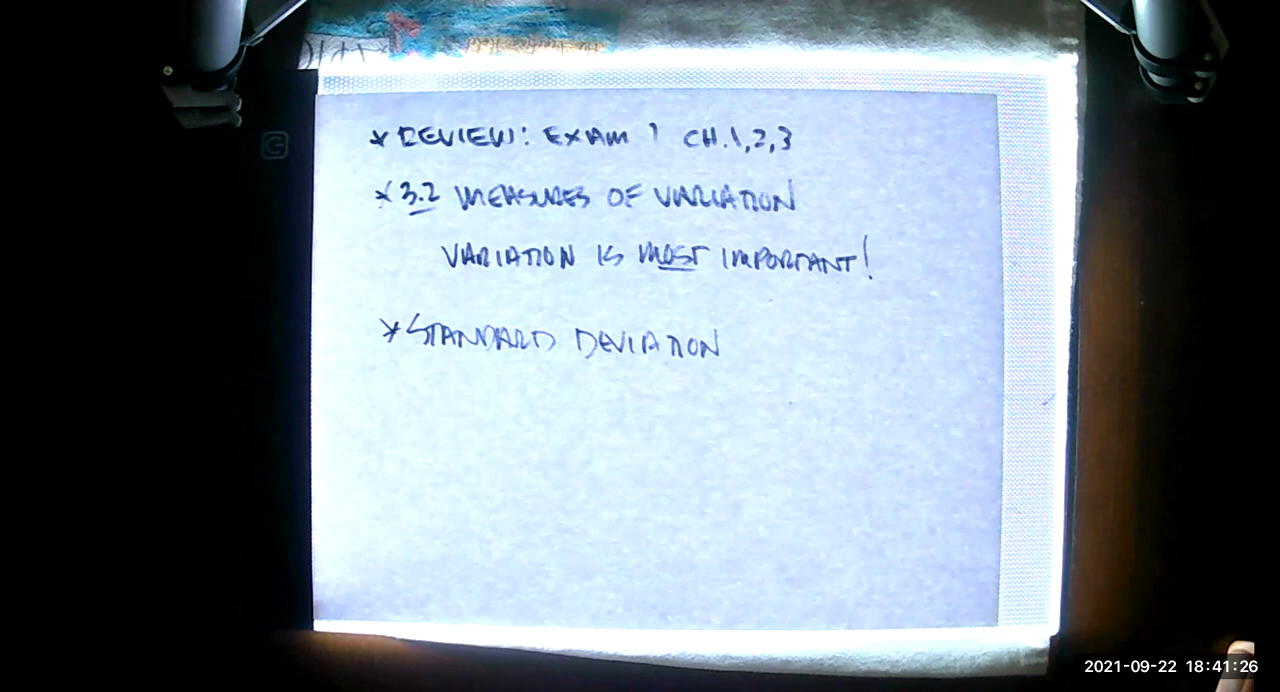 * REVIEW: EXAM 1 CH. 1, 2, 3
* 3.2 MEASURES OF VARIATION
VARIATION IS MOST IMPORTANT!
* STANDARD DEVIATION
2021-09-22 18:41:26